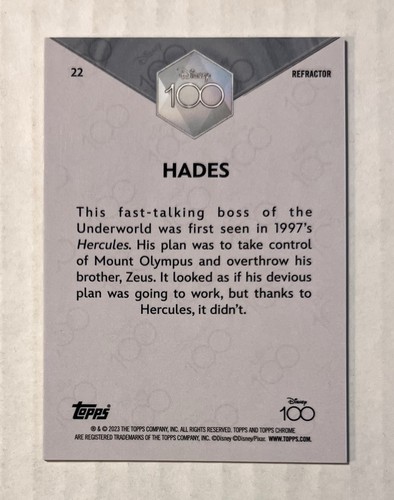 22
REFRACTOR
Disney
100
HADES
This fast-talking boss of the
Underworld was first seen in 1997's
Hercules. His plan was to take control
of Mount Olympus and overthrow his
brother, Zeus. It looked as if his devious
plan was going to work, but thanks to
Hercules, it didn't.
topps
Disney
100
® & © 2023 THE TOPPS COMPANY, INC. ALL RIGHTS RESERVED. TOPPS AND TOPPS CHROME
ARE REGISTERED TRADEMARKS OF THE TOPPS COMPANY, INC. ©Disney ©Disney/Pixar. WWW.TOPPS.COM.